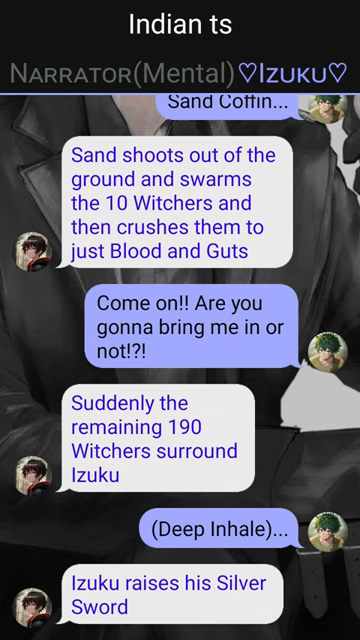 Indian ts
Narrator(Mental)♡Izuku♡
Sand Coffin...
Sand shoots out of the
ground and swarms
the 10 Witchers and
then crushes them to
just Blood and Guts
Come on!! Are you
gonna bring me in or
not!?!
Suddenly the
remaining 190
Witchers surround
Izuku
(Deep Inhale)...
Izuku raises his Silver
Sword